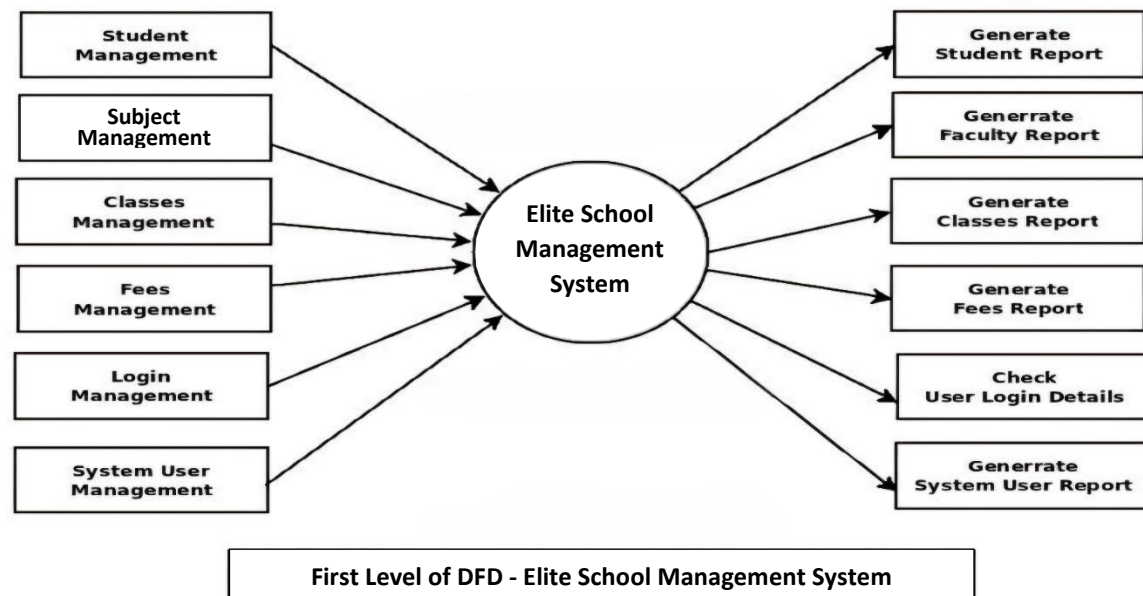 Student
Management
Subject
Management
Classes
Management
Fees
Management
Login
Management
System User
Management
Elite School
Management
System
Generate
Student Report
Generrate
Faculty Report
Generate
Classes Report
Generate
Fees Report
Check
User Login Details
Generrate
System User Report
First Level of DFD - Elite School Management System